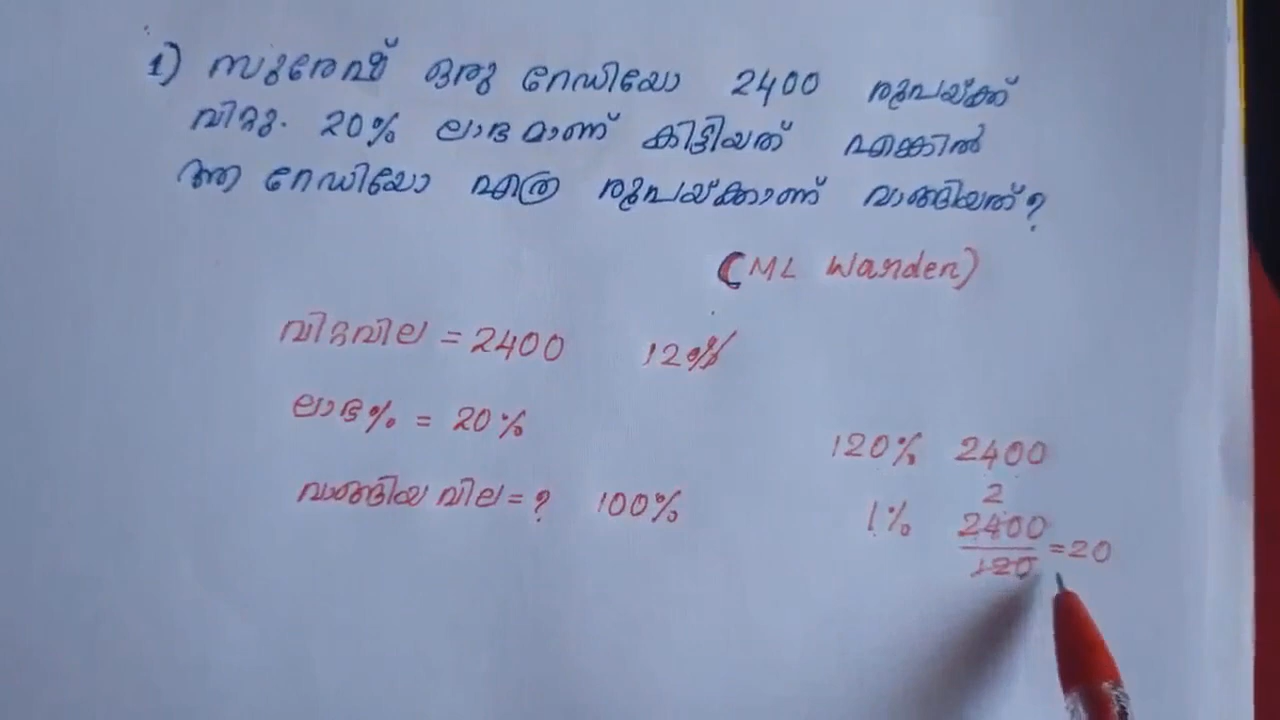 1) സുരേഷ് ഒരു റേഡിയോ 2400 രൂപയ്ക്ക്
വിറ്റു. 20% ലാഭമാണ് കിട്ടിയത് എങ്കിൽ
ആ റേഡിയോ എത്ര രൂപയ്ക്കാണ് വാങ്ങിയത്?
(ML Warden)
വിറ്റവില = 2400 120%
ലാഭ% = 20%
120% 2400
വാങ്ങിയ വില = ? 100%
2
1% 2400
120 = 20